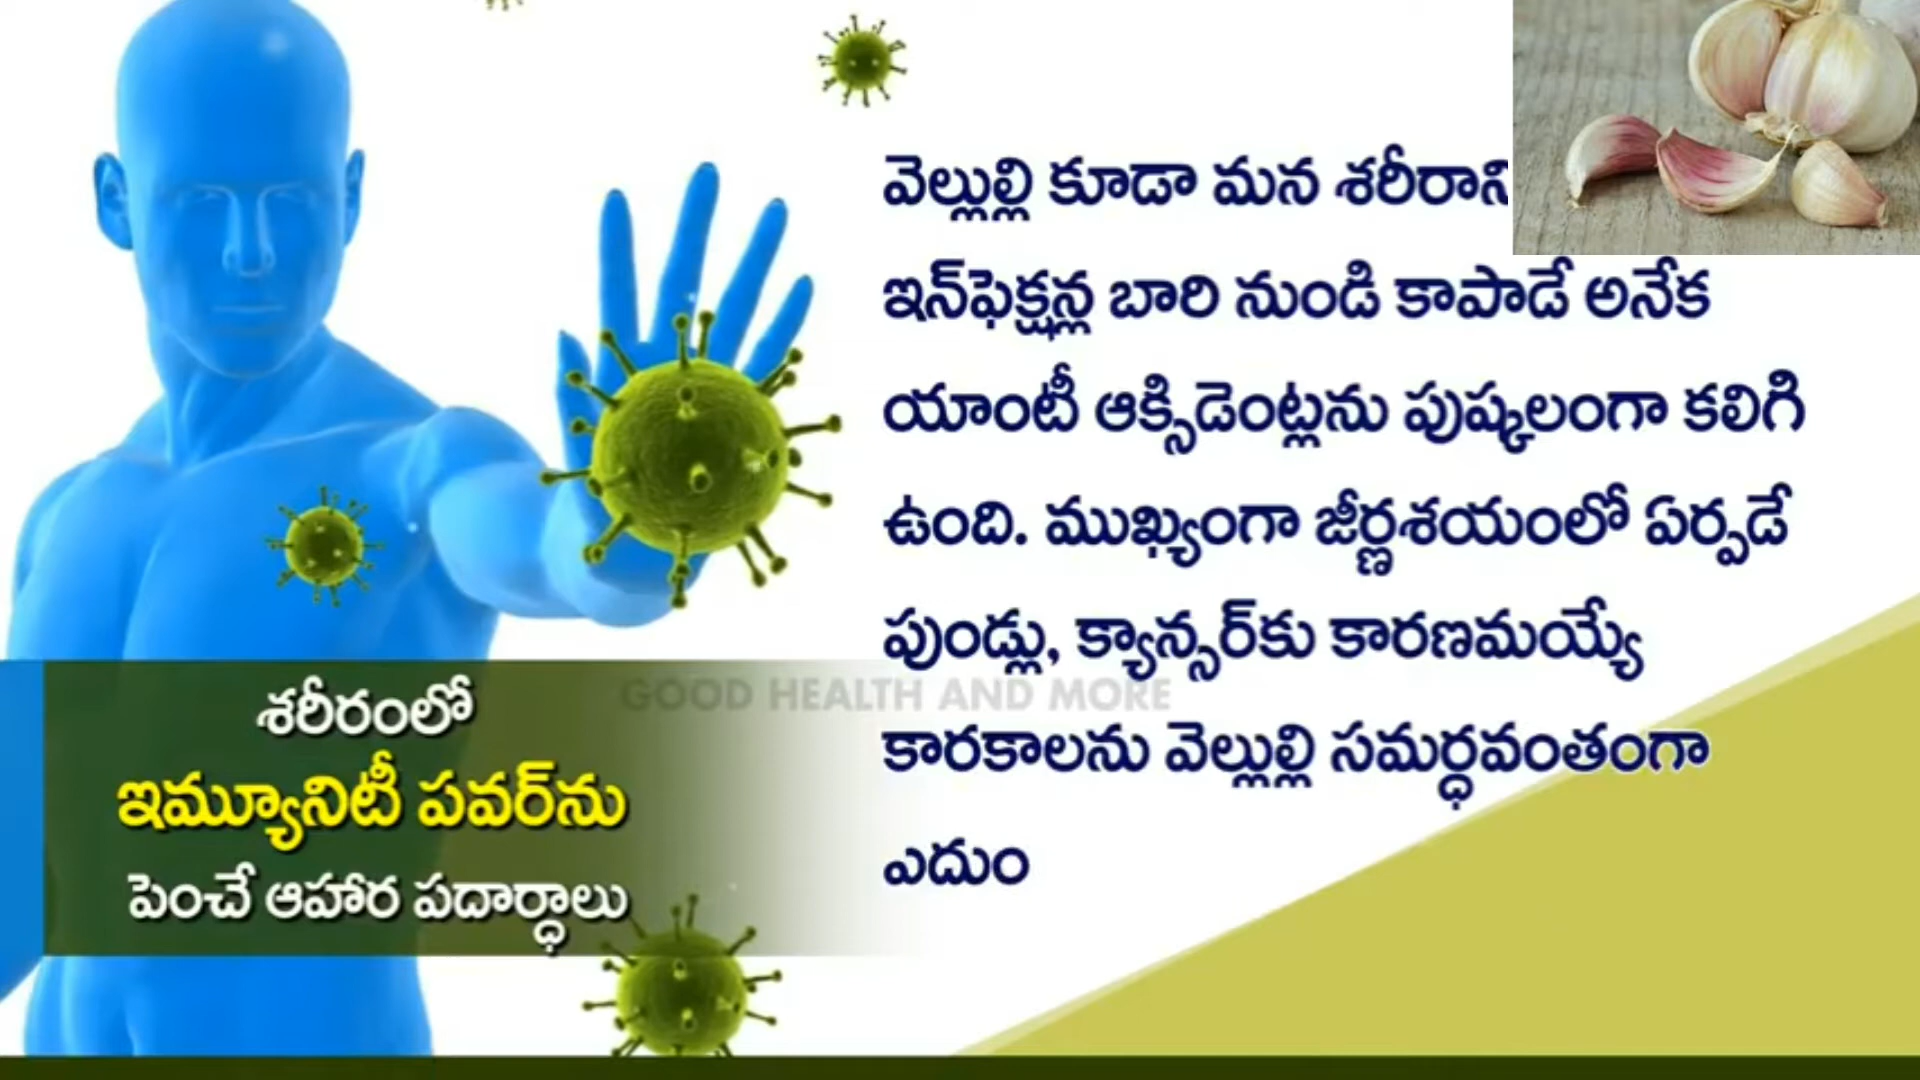 వెల్లుల్లి కూడా మన
ఇన్‌ఫెక్షన్ల బారి నుండి కాపాడే అనేక
యాంటీ ఆక్సిడెంట్లను పుష్కలంగా కలిగి
ఉంది. ముఖ్యంగా జీర్ణశయంలో ఏర్పడే
పుండ్లు, క్యాన్సర్‌కు కారణమయ్యే
కారకాలను వెల్లుల్లి సమర్ధవంతంగా
ఎదుం
GOOD HEALTH AND MORE
శరీరంలో
ఇమ్యూనిటీ పవర్‌ను
పెంచే ఆహార పదార్ధాలు